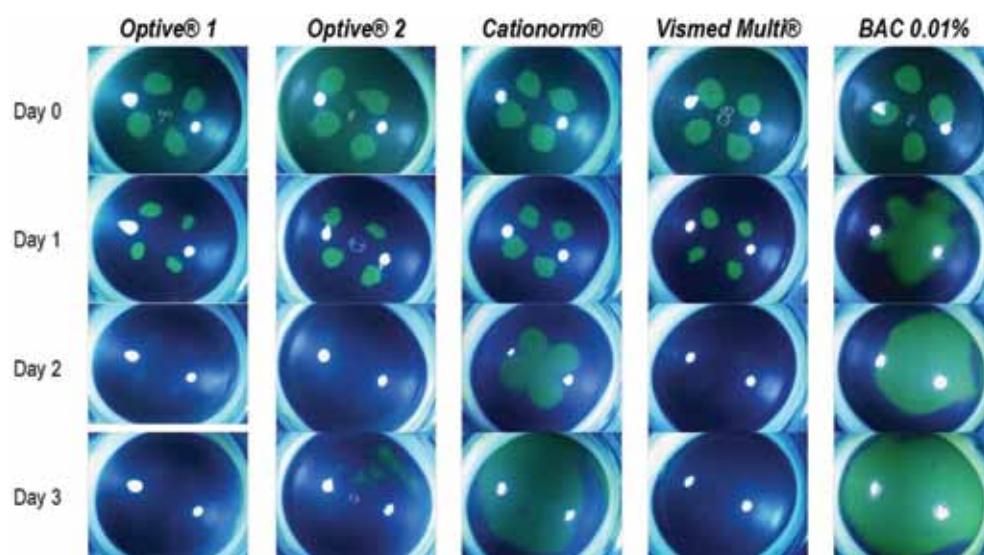 Optive® 1 Optive® 2 Cationorm® Vismed Multi® BAC 0.01%
Day 0
Day 1
Day 2
Day 3